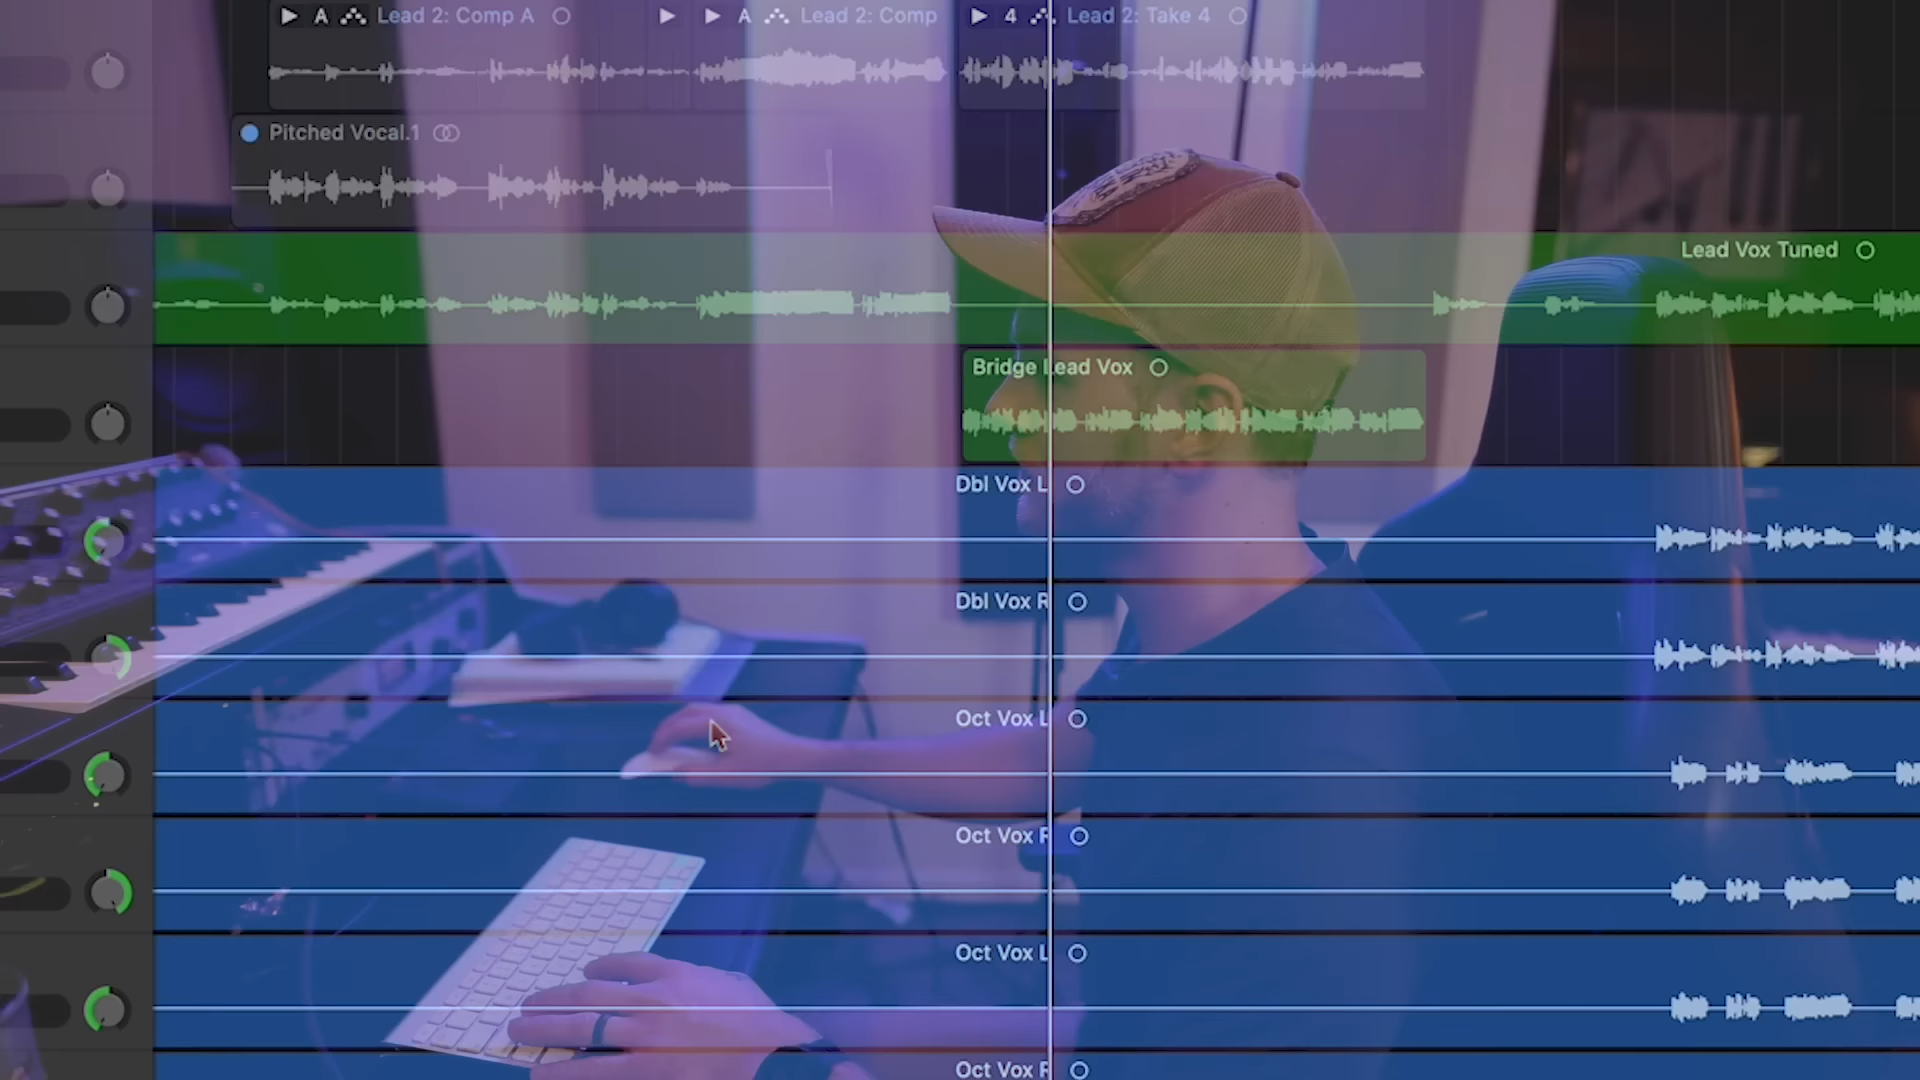 A Lead 2: Comp A
A Lead 2: Comp
4 Lead 2: Take 4
Pitched Vocal.1
Lead Vox Tuned
Bridge Lead Vox
Dbl Vox L
Dbl Vox R
Oct Vox L
Oct Vox R
Oct Vox L
Oct Vox R